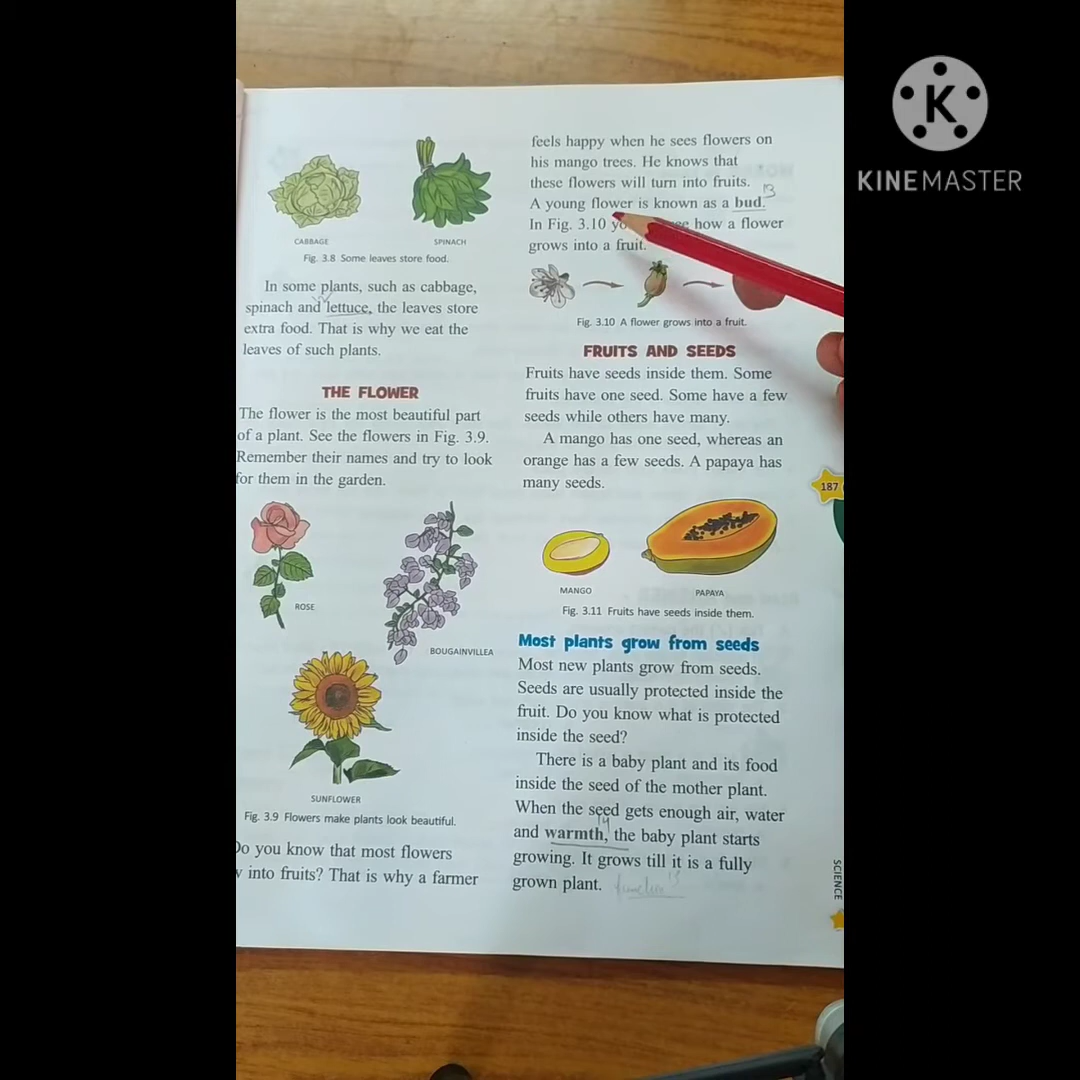 KINEMASTER
CABBAGE
SPINACH
Fig. 3.8 Some leaves store food.
In some plants, such as cabbage,
spinach and lettuce, the leaves store
extra food. That is why we eat the
leaves of such plants.
THE FLOWER
The flower is the most beautiful part
of a plant. See the flowers in Fig. 3.9.
Remember their names and try to look
for them in the garden.
ROSE
BOUGAINVILLEA
SUNFLOWER
Fig. 3.9 Flowers make plants look beautiful.
Do you know that most flowers
into fruits? That is why a farmer
feels happy when he sees flowers on
his mango trees. He knows that
these flowers will turn into fruits.
13
A young flower is known as a bud.
In Fig. 3.10 how a flower
grows into a fruit.
Fig. 3.10 A flower grows into a fruit.
FRUITS AND SEEDS
Fruits have seeds inside them. Some
fruits have one seed. Some have a few
seeds while others have many.
A mango has one seed, whereas an
orange has a few seeds. A papaya has
many seeds.
187
MANGO
PAPAYA
Fig. 3.11 Fruits have seeds inside them.
Most plants grow from seeds
Most new plants grow from seeds.
Seeds are usually protected inside the
fruit. Do you know what is protected
inside the seed?
There is a baby plant and its food
inside the seed of the mother plant.
When the seed gets enough air, water
14
and warmth, the baby plant starts
growing. It grows till it is a fully
grown plant.
SCIENCE